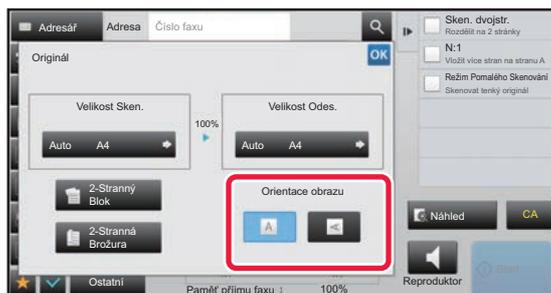 Adresář
Adresa
Číslo faxu
Originál
OK
Velikost Sken.
100%
Velikost Odes.
Auto A4
Auto A4
2-Stranný
Blok
2-Stranná
Brožura
Orientace obrazu
A
A
Ostatní
Paměť příjmu faxu :
100%
Sken. dvojstr.
Rozdělit na 2 stránky
N:1
Vložit více stran na stranu A
Režim Pomalého Skenování
Skenovat tenký originál
Náhled
CA
Reproduktor
Start